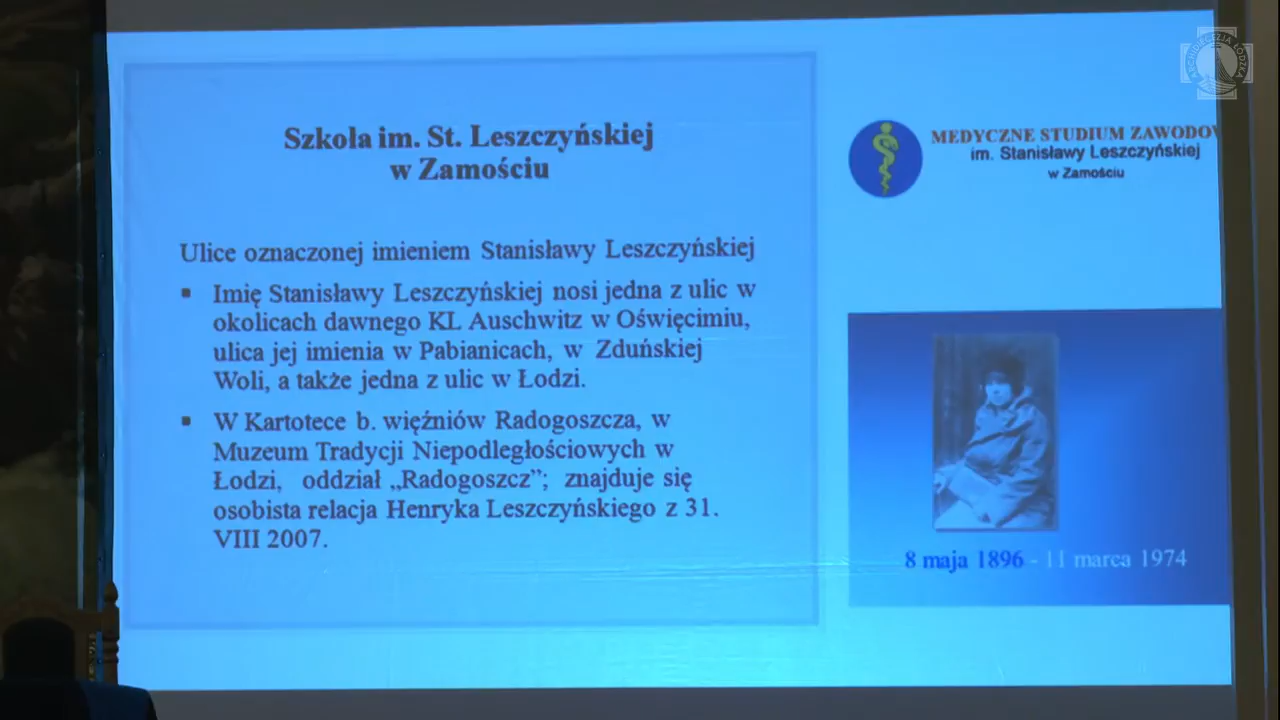 Szkoła im. St. Leszczyńskiej
w Zamościu
Ulice oznaczonej imieniem Stanisławy Leszczyńskiej
▪ Imię Stanisławy Leszczyńskiej nosi jedna z ulic w
okolicach dawnego KL Auschwitz w Oświęcimiu,
ulica jej imienia w Pabianicach, w Zduńskiej
Woli, a także jedna z ulic w Łodzi.
▪ W Kartotece b. więźniów Radogoszcza, w
Muzeum Tradycji Niepodległościowych w
Łodzi, oddział „Radogoszcz”; znajduje się
osobista relacja Henryka Leszczyńskiego z 31.
VIII 2007.
MEDYCZNE STUDIUM ZAWODOW
im. Stanisławy Leszczyńskiej
w Zamościu
8 maja 1896 - 11 marca 1974
ARCHIDIECEZJA ŁÓDZKA